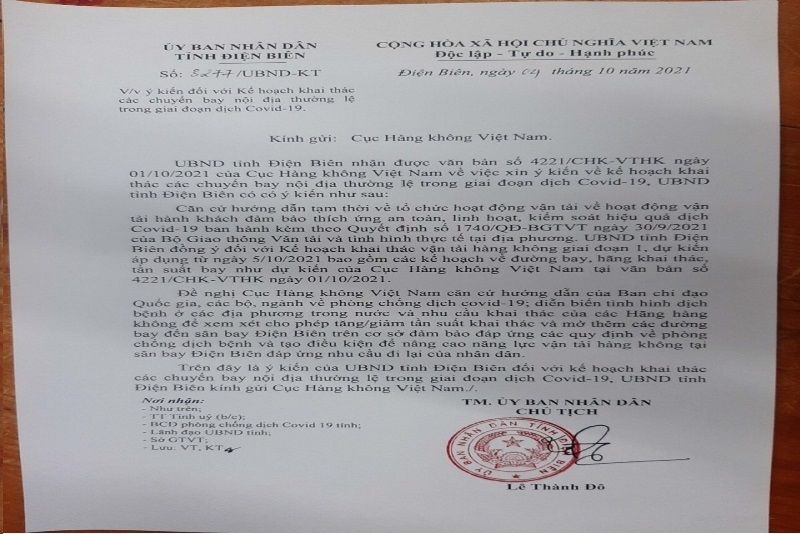 ỦY BAN NHÂN DÂN
TỈNH ĐIỆN BIÊN
CỘNG HÒA XÃ HỘI CHỦ NGHĨA VIỆT NAM
Độc lập - Tự do - Hạnh phúc
Số: 3277/UBND-KT
Điện Biên, ngày 04 tháng 10 năm 2021
V/v ý kiến đối với Kế hoạch khai thác
các chuyến bay nội địa thường lệ
trong giai đoạn dịch Covid-19.
Kính gửi: Cục Hàng không Việt Nam.
UBND tỉnh Điện Biên nhận được văn bản số 4221/CHK-VTHK ngày
01/10/2021 của Cục Hàng không Việt Nam về việc xin ý kiến về kế hoạch khai
thác các chuyến bay nội địa thường lệ trong giai đoạn dịch Covid-19, UBND
tỉnh Điện Biên có có ý kiến như sau:
Căn cứ hướng dẫn tạm thời về tổ chức hoạt động vận tải về hoạt động vận
tải hành khách đảm bảo thích ứng an toàn, linh hoạt, kiểm soát hiệu quả dịch
Covid-19 ban hành kèm theo Quyết định số 1740/QĐ-BGTVT ngày 30/9/2021
của Bộ Giao thông Văn tải và tình hình thực tế tại địa phương. UBND tỉnh Điện
Biên đồng ý đối với Kế hoạch khai thác vận tải hàng không giai đoạn 1, dự kiến
áp dụng từ ngày 5/10/2021 bao gồm các kế hoạch về đường bay, hãng khai thác,
tần suất bay như dự kiến của Cục Hàng không Việt Nam tại văn bản số
4221/CHK-VTHK ngày 01/10/2021.
Đề nghị Cục Hàng không Việt Nam căn cứ hướng dẫn của Ban chỉ đạo
Quốc gia, các bộ, ngành về phòng chống dịch covid-19; diễn biến tình hình dịch
bệnh ở các địa phương trong nước và nhu cầu khai thác của các Hãng hàng
không để xem xét cho phép tăng/giảm tần suất khai thác và mở thêm các đường
bay đến sân bay Điện Biên trên cơ sở đảm bảo đáp ứng các quy định về phòng
chống dịch bệnh và tạo điều kiện để nâng cao năng lực vận tải hàng không tại
sân bay Điện Biên đáp ứng nhu cầu đi lại của nhân dân.
Trên đây là ý kiến của UBND tỉnh Điện Biên đối với kế hoạch khai thác
các chuyến bay nội địa thường lệ trong giai đoạn dịch Covid-19, UBND tỉnh
Điện Biên kính gửi Cục Hàng không Việt Nam./.
Nơi nhận:
- Như trên;
- TT Tỉnh uỷ (b/c);
- BCĐ phòng chống dịch Covid 19 tỉnh;
- Lãnh đạo UBND tỉnh;
- Sở GTVT;
- Lưu: VT, KT
TM. ỦY BAN NHÂN DÂN
CHỦ TỊCH
ỦY BAN NHÂN DÂN TỈNH ĐIỆN BIÊN
Lê Thành Đô